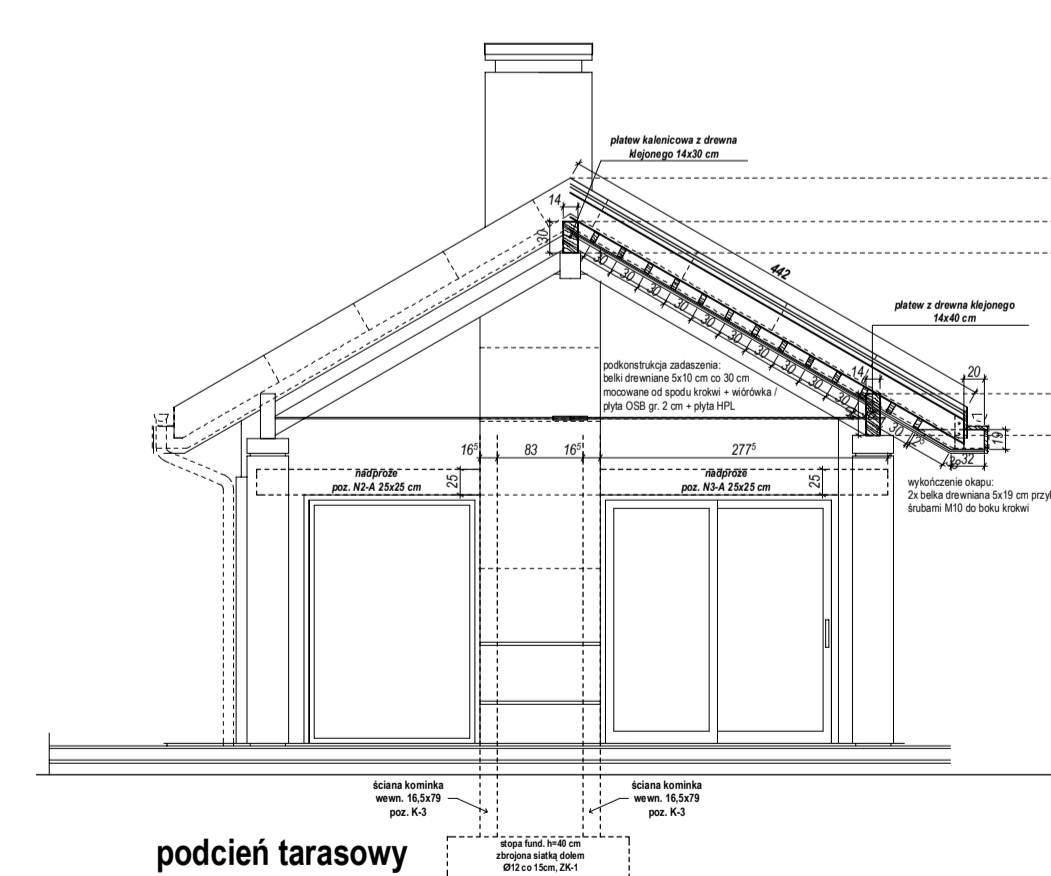 płatew kalenicowa z drewna
klejonego 14x30 cm
14
30
442
płatew z drewna klejonego
14x40 cm
30
30
30
30
30
30
30
30
30
30
podkonstrukcja zadaszenia:
belki drewniane 5x10 cm co 30 cm
mocowane od spodu krokwi + wiórówka /
płyta OSB gr. 2 cm + płyta HPL
14
20
30
19
32
16⁵
83
16⁵
277⁵
nadproże
poz. N2-A 25x25 cm
25
nadproże
poz. N3-A 25x25 cm
25
wykończenie okapu:
2x belka drewniana 5x19 cm przyk
śrubami M10 do boku krokwi
ściana kominka
wewn. 16,5x79
poz. K-3
ściana kominka
wewn. 16,5x79
poz. K-3
podcień tarasowy
stopa fund. h=40 cm
zbrojona siatką dołem
Ø12 co 15cm, ZK-1